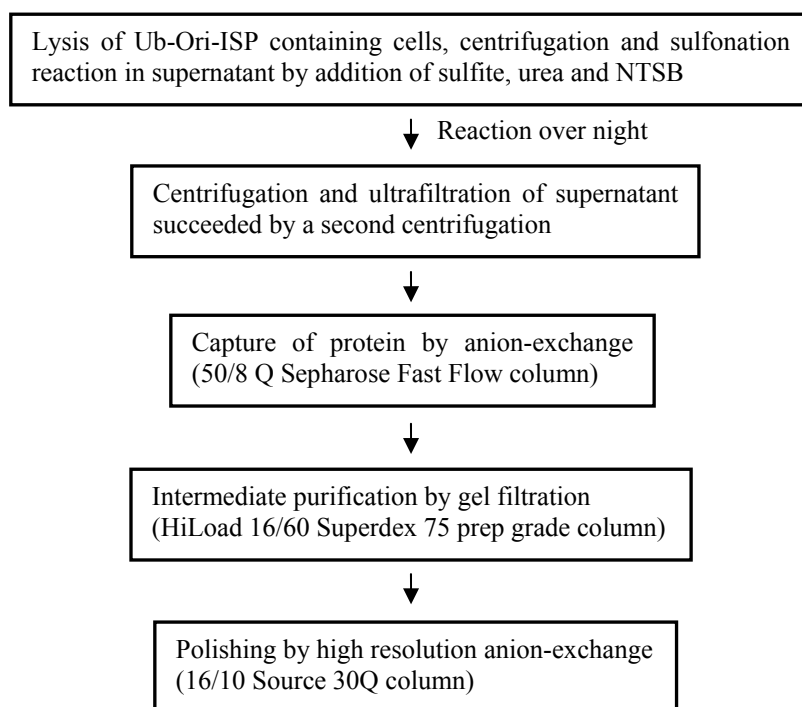 Lysis of Ub-Ori-ISP containing cells, centrifugation and sulfonation
reaction in supernatant by addition of sulfite, urea and NTSB
Reaction over night
Centrifugation and ultrafiltration of supernatant
succeeded by a second centrifugation
Capture of protein by anion-exchange
(50/8 Q Sepharose Fast Flow column)
Intermediate purification by gel filtration
(HiLoad 16/60 Superdex 75 prep grade column)
Polishing by high resolution anion-exchange
(16/10 Source 30Q column)